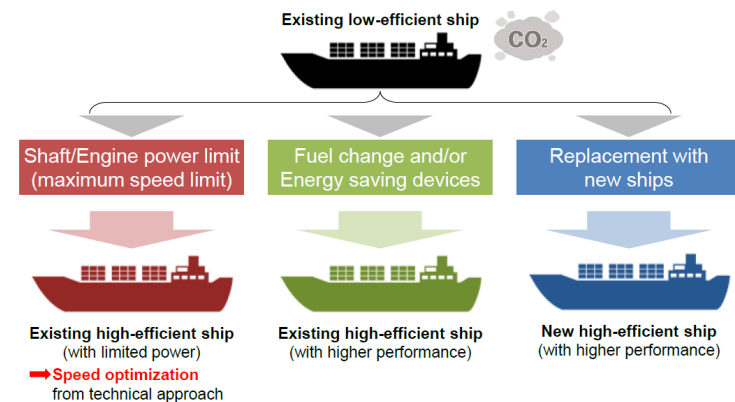 Existing low-efficient ship
CO₂
Shaft/Engine power limit
(maximum speed limit)
Fuel change and/or
Energy saving devices
Replacement with
new ships
Existing high-efficient ship
(with limited power)
➡Speed optimization
from technical approach
Existing high-efficient ship
(with higher performance)
New high-efficient ship
(with higher performance)